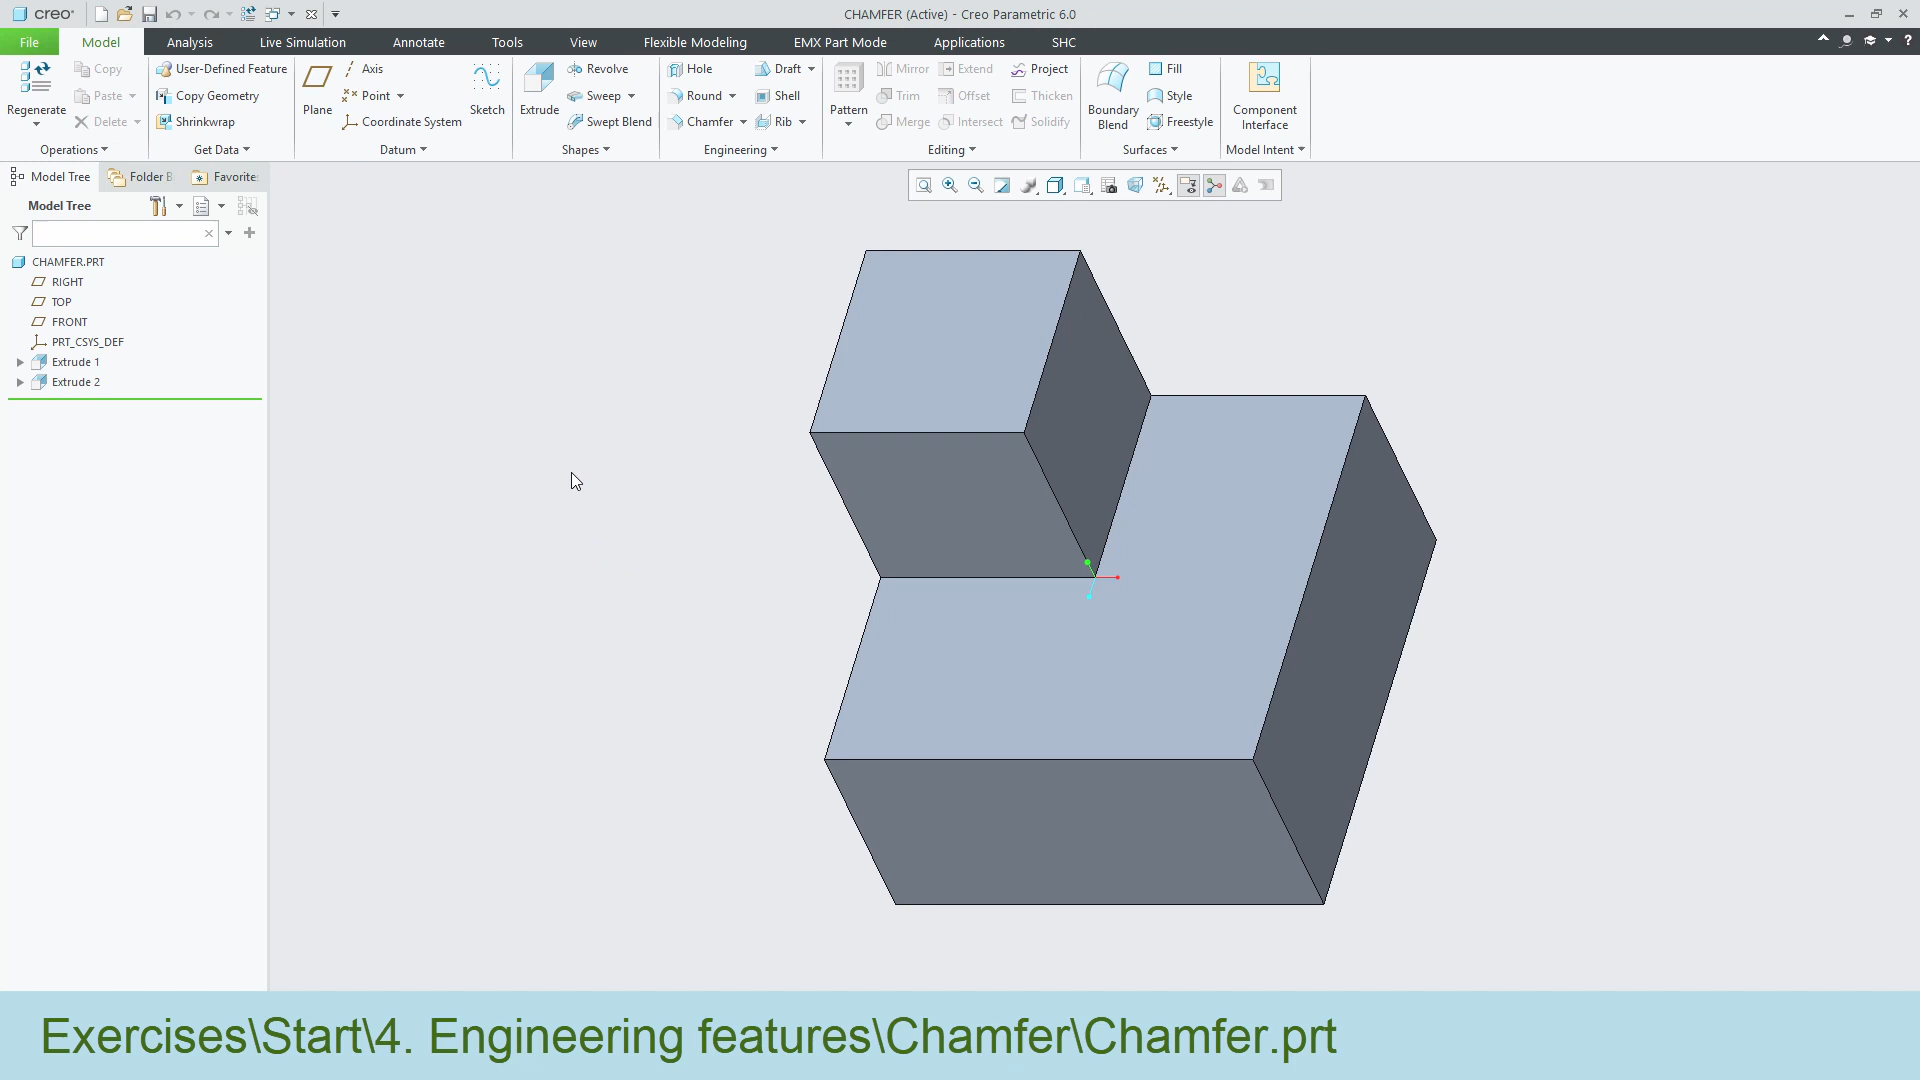 creo®
CHAMFER (Active) - Creo Parametric 6.0
File Model Analysis Live Simulation Annotate Tools View Flexible Modeling EMX Part Mode Applications SHC
Regenerate
Copy
Paste
Delete
Operations
User-Defined Feature
Copy Geometry
Shrinkwrap
Get Data
Plane
Axis
Point
Coordinate System
Sketch
Datum
Extrude
Revolve
Sweep
Swept Blend
Shapes
Hole
Round
Chamfer
Draft
Shell
Rib
Engineering
Pattern
Mirror
Trim
Merge
Extend
Offset
Intersect
Project
Thicken
Solidify
Editing
Boundary
Blend
Fill
Style
Freestyle
Surfaces
Component
Interface
Model Intent
Model Tree Folder B Favorite
Model Tree
CHAMFER.PRT
RIGHT
TOP
FRONT
PRT_CSYS_DEF
Extrude 1
Extrude 2
Exercises\Start\4. Engineering features\Chamfer\Chamfer.prt